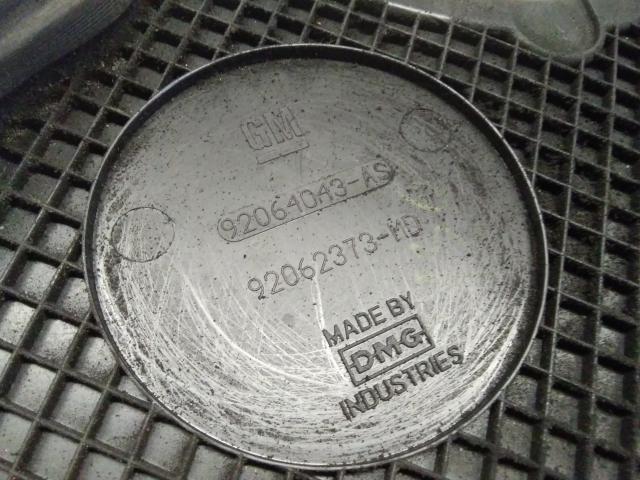 GM
92064043-AS
92062373-MD
MADE BY
DMG
INDUSTRIES